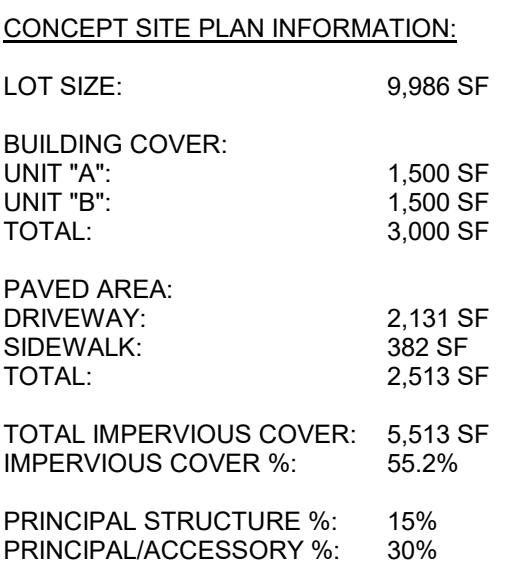 CONCEPT SITE PLAN INFORMATION:
LOT SIZE: 9,986 SF
BUILDING COVER:
UNIT "A": 1,500 SF
UNIT "B": 1,500 SF
TOTAL: 3,000 SF
PAVED AREA:
DRIVEWAY: 2,131 SF
SIDEWALK: 382 SF
TOTAL: 2,513 SF
TOTAL IMPERVIOUS COVER: 5,513 SF
IMPERVIOUS COVER %: 55.2%
PRINCIPAL STRUCTURE %: 15%
PRINCIPAL/ACCESSORY %: 30%